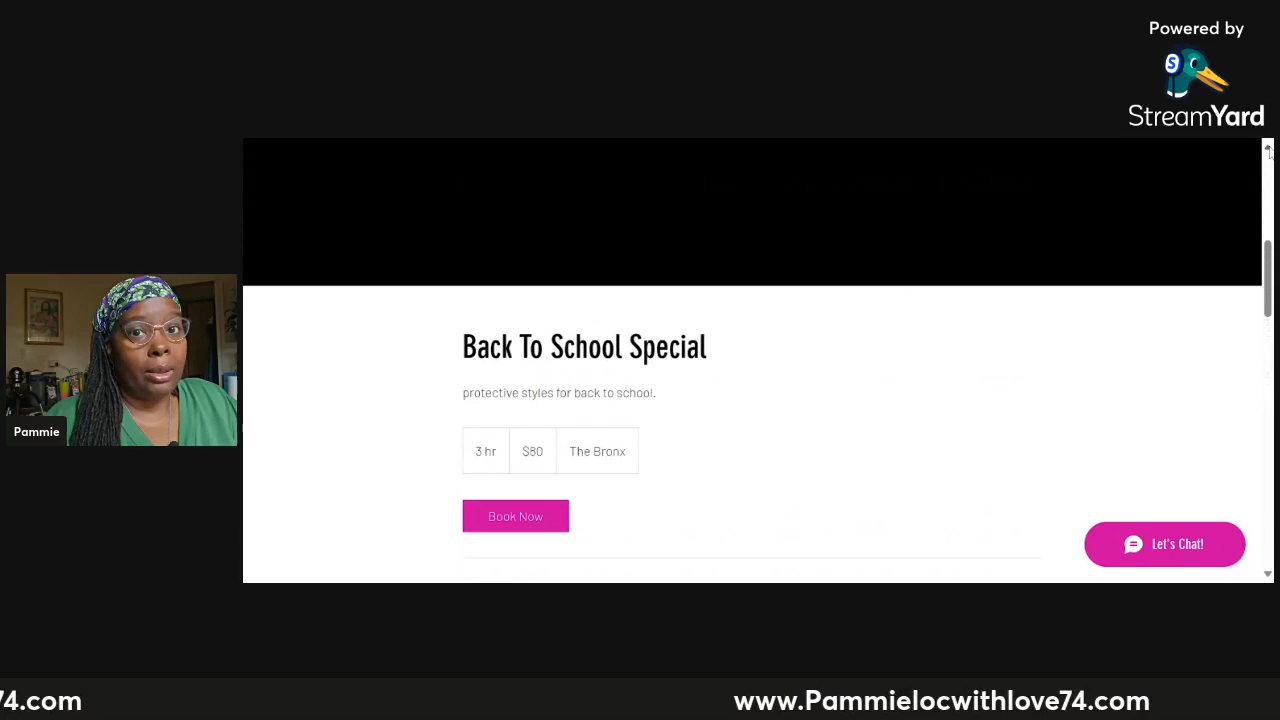 Powered by
S
StreamYard
Back To School Special
protective styles for back to school.
3 hr
$80
The Bronx
Book Now
Let's Chat!
Pammie
74.com
www.Pammielocwithlove74.com